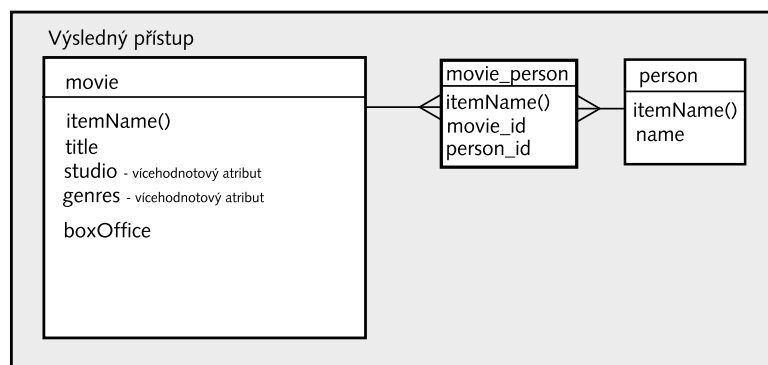 Výsledný přístup
movie
itemName()
title
studio - vícehodnotový atribut
genres - vícehodnotový atribut
boxOffice
movie_person
itemName()
movie_id
person_id
person
itemName()
name